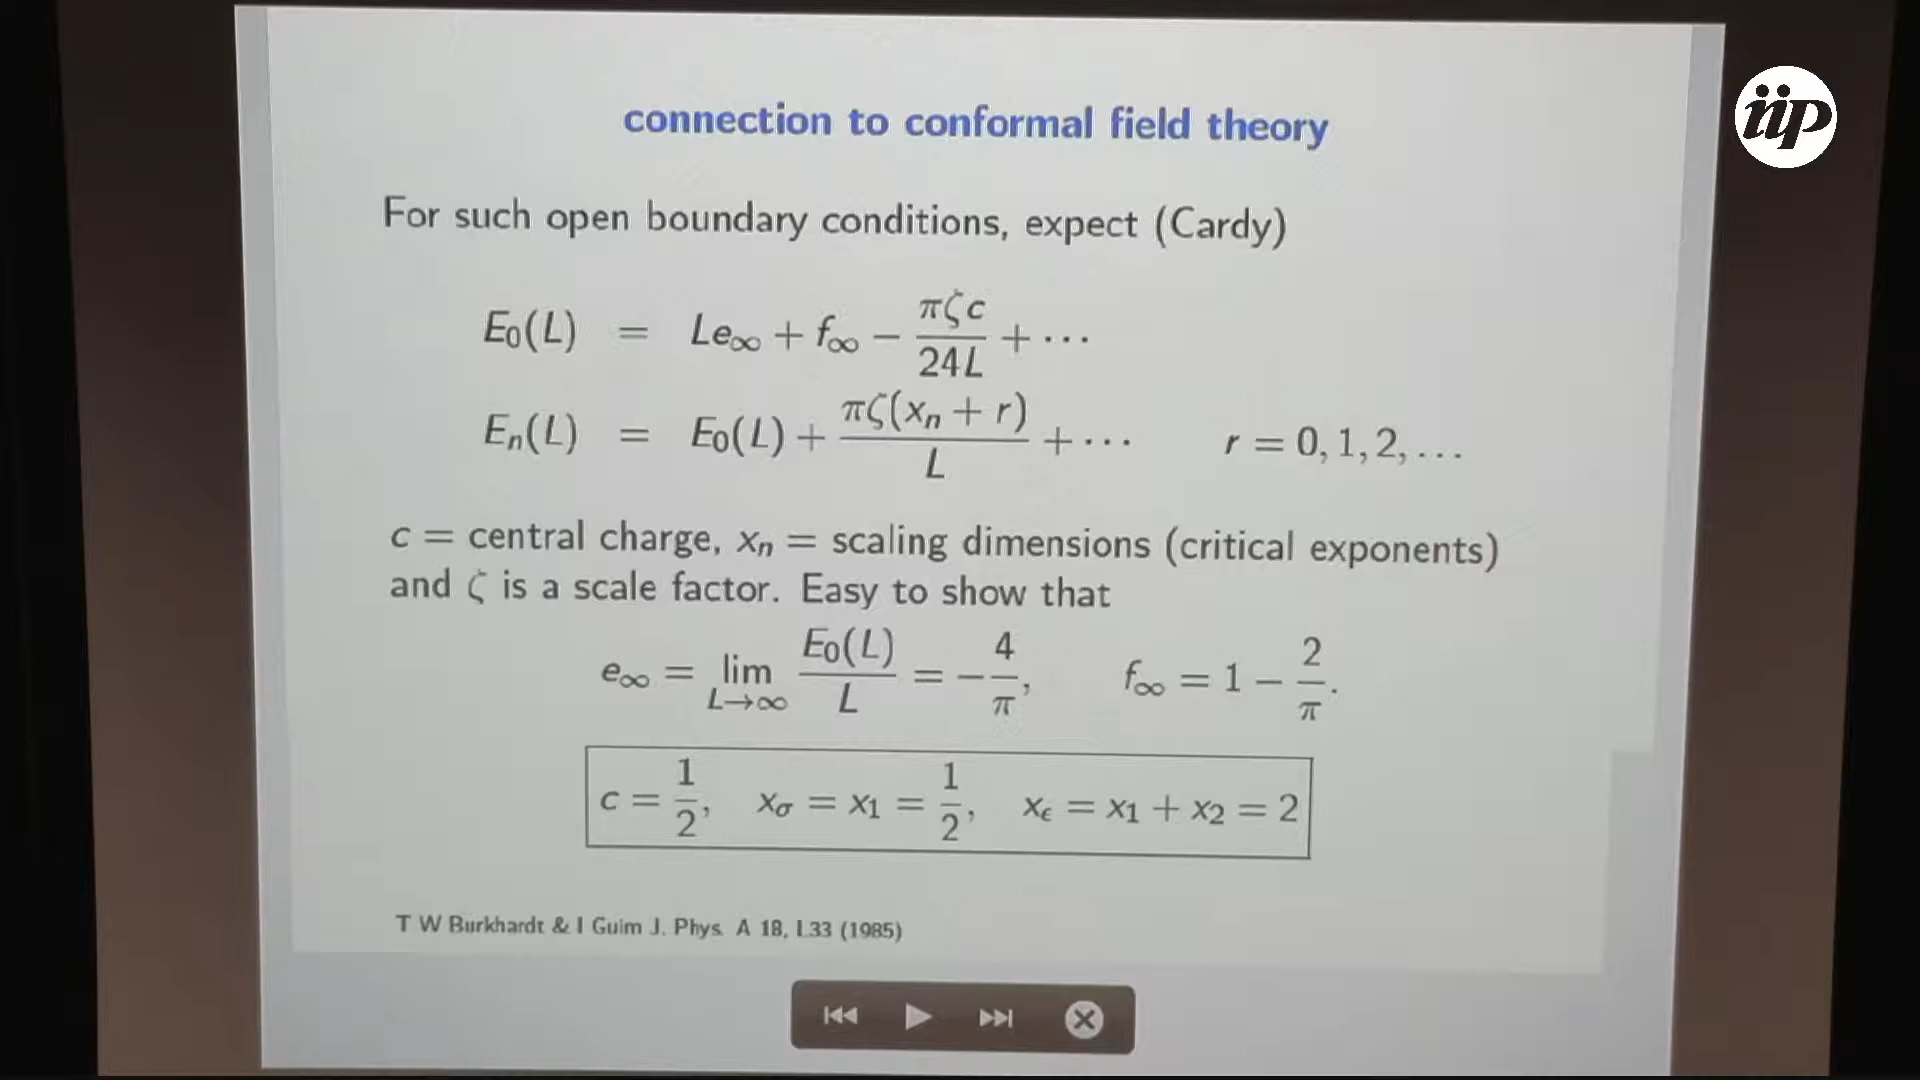 iip
connection to conformal field theory
For such open boundary conditions, expect (Cardy)
E₀(L) = Le∞ + f∞ − πζc/24L + ···
Eₙ(L) = E₀(L) + πζ(xₙ + r)/L + ··· r = 0, 1, 2, ...
c = central charge, xₙ = scaling dimensions (critical exponents)
and ζ is a scale factor. Easy to show that
e∞ = lim L→∞ E₀(L)/L = −4/π, f∞ = 1 − 2/π.
c = 1/2, xσ = x₁ = 1/2, xϵ = x₁ + x₂ = 2
T W Burkhardt & I Guim J. Phys. A 18, L33 (1985)